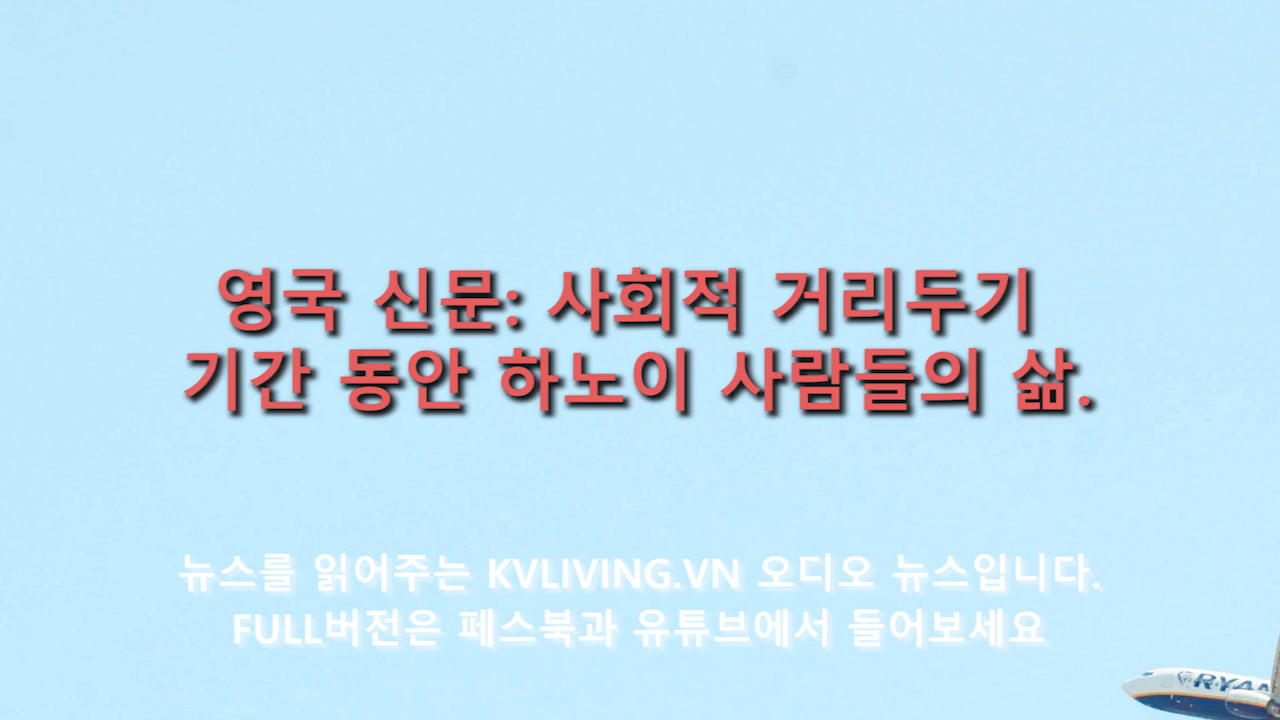 영국 신문: 사회적 거리두기
기간 동안 하노이 사람들의 삶.
뉴스를 읽어주는 KVLIVING.VN 오디오 뉴스입니다.
FULL버전은 페스북과 유튜브에서 들어보세요
RYAN